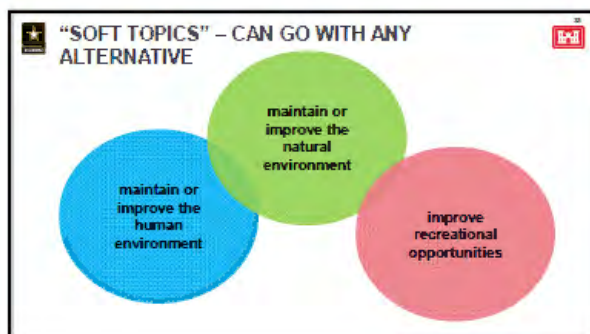 “SOFT TOPICS” – CAN GO WITH ANY
ALTERNATIVE
maintain or
improve the
natural
environment
maintain or
improve the
human
environment
improve
recreational
opportunities